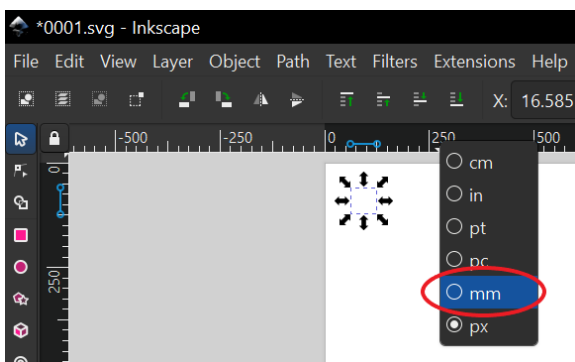 *0001.svg - Inkscape
File Edit View Layer Object Path Text Filters Extensions Help
X: 16.585
-500 -250 0 250 500
cm
in
pt
pc
mm
px
0
250